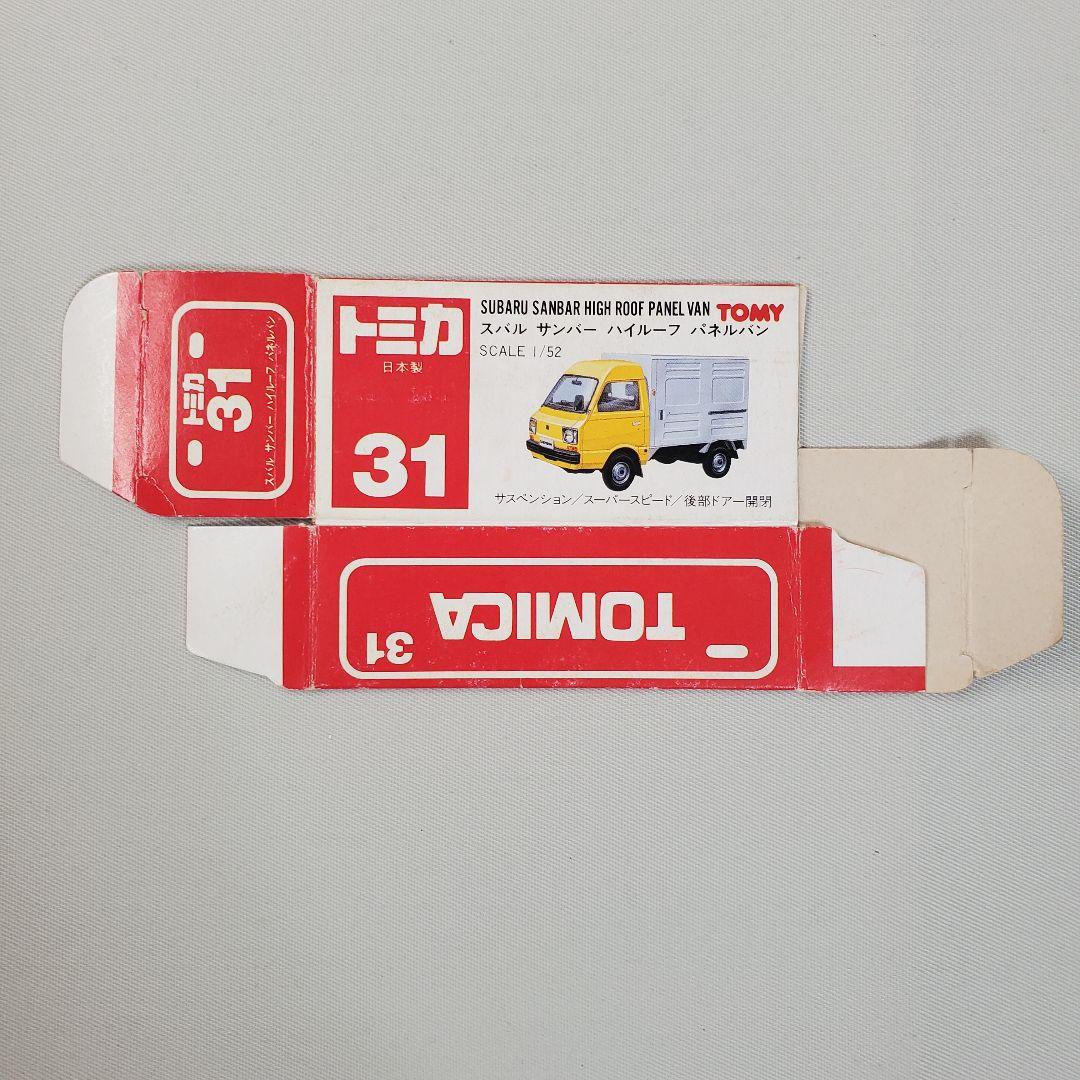 トミカ
31
スバル サンバー ハイルーフ パネルバン
トミカ
日本製
31
SUBARU SANBAR HIGH ROOF PANEL VAN TOMY
スバル サンバー ハイルーフ パネルバン
SCALE 1/52
サスペンション/スーパースピード/後部ドアー開閉
TOMICA
31